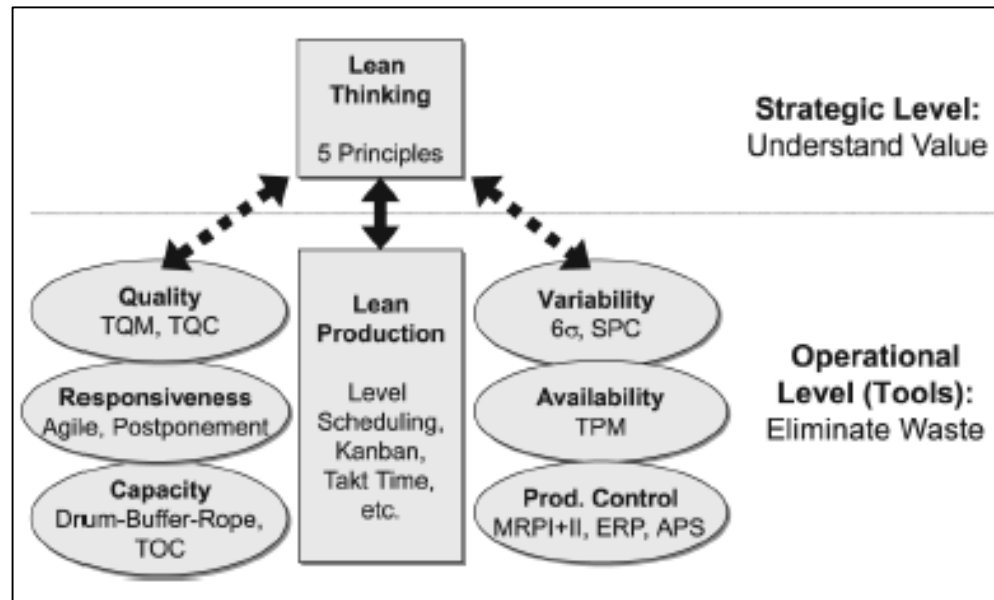 Lean
Thinking
5 Principles
Strategic Level:
Understand Value
Quality
TQM, TQC
Responsiveness
Agile, Postponement
Capacity
Drum-Buffer-Rope,
TOC
Lean
Production
Level
Scheduling,
Kanban,
Takt Time,
etc.
Variability
6σ, SPC
Availability
TPM
Prod. Control
MRPI+II, ERP, APS
Operational
Level (Tools):
Eliminate Waste